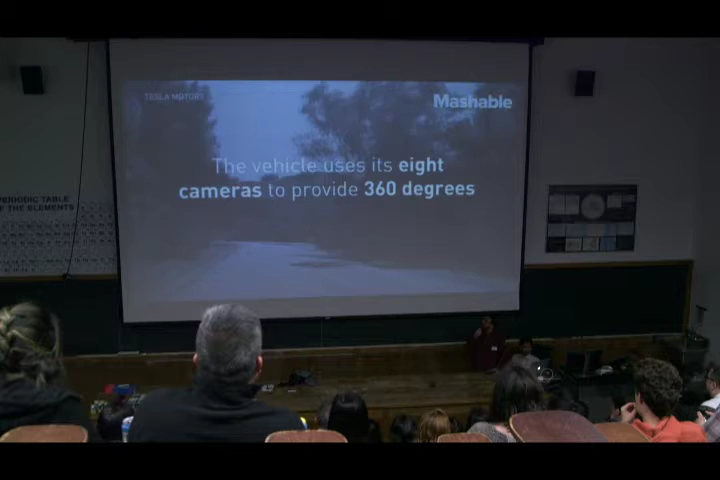 TESLA MOTORS
Mashable
The vehicle uses its eight
cameras to provide 360 degrees
PERIODIC TABLE
OF THE ELEMENTS